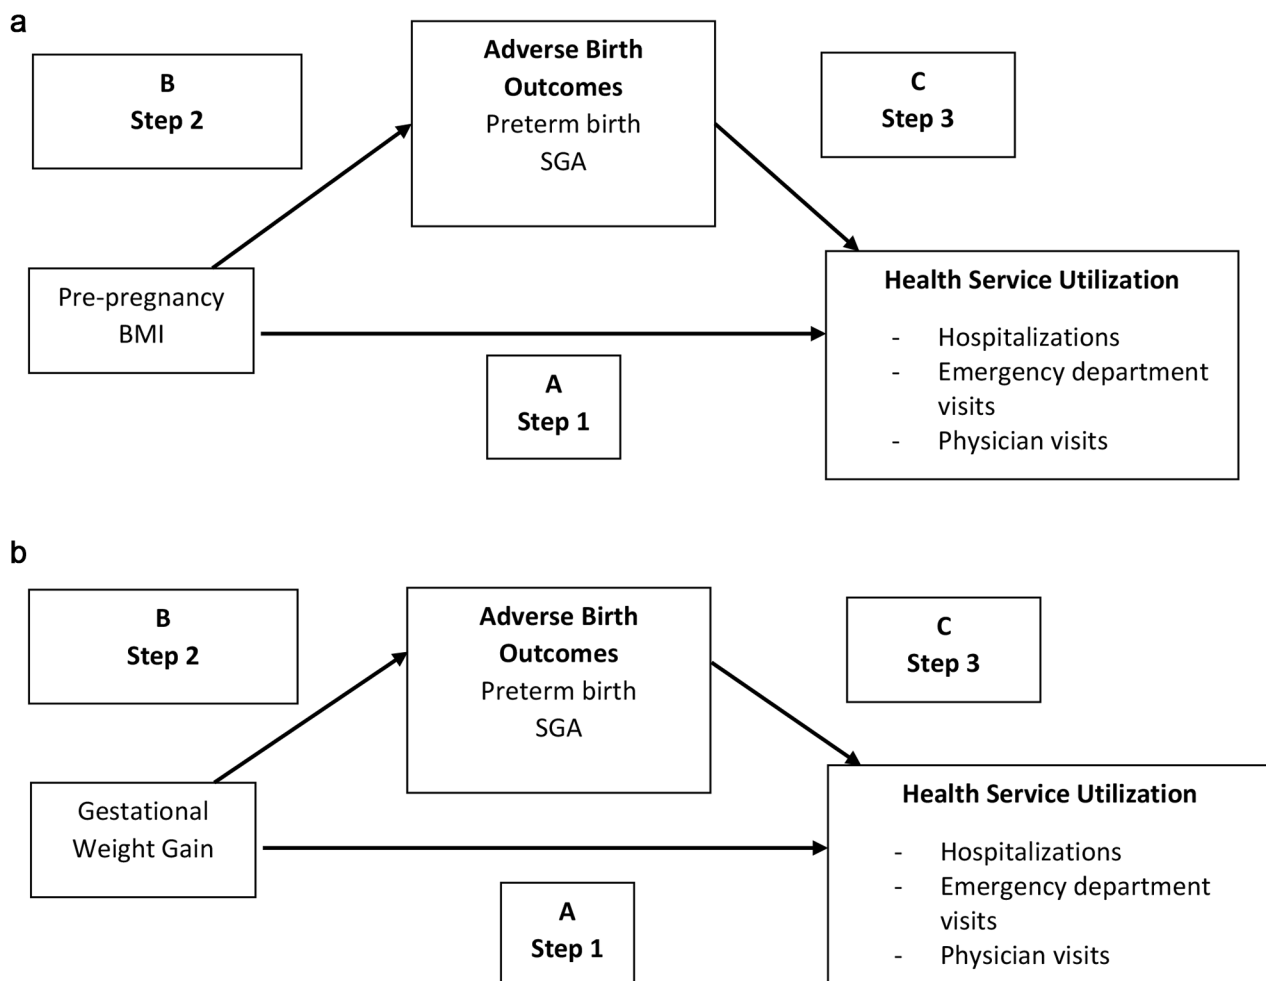 a
B
Step 2
Adverse Birth
Outcomes
Preterm birth
SGA
C
Step 3
Pre-pregnancy
BMI
A
Step 1
Health Service Utilization
- Hospitalizations
- Emergency department
visits
- Physician visits
b
B
Step 2
Adverse Birth
Outcomes
Preterm birth
SGA
C
Step 3
Gestational
Weight Gain
A
Step 1
Health Service Utilization
- Hospitalizations
- Emergency department
visits
- Physician visits